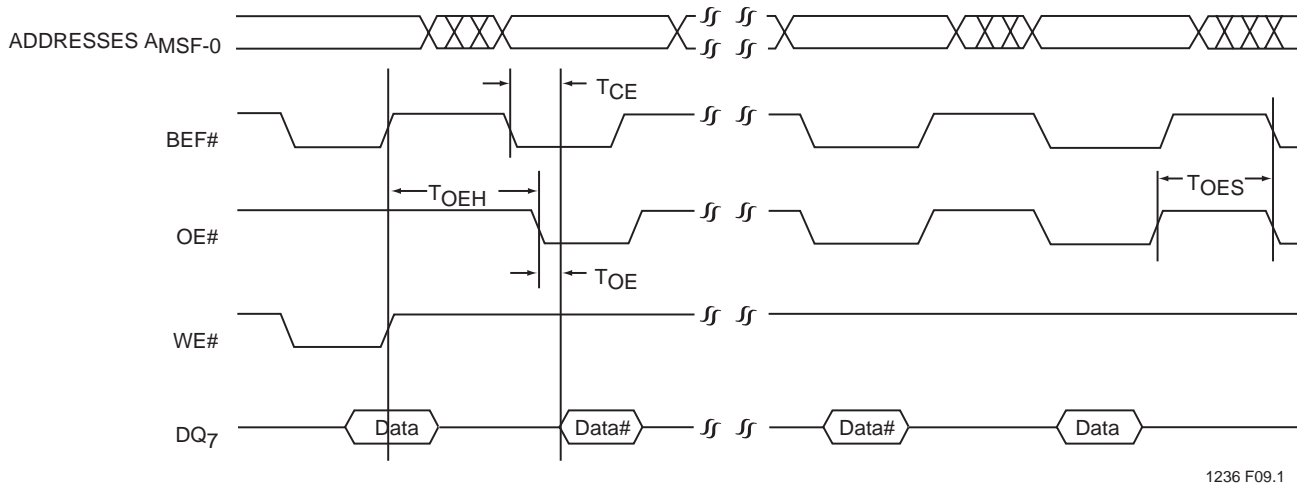 ADDRESSES AMSF-0
TCE
BEF#
TOEH
TOES
OE#
TOE
WE#
DQ7
Data
Data#
Data#
Data
1236 F09.1